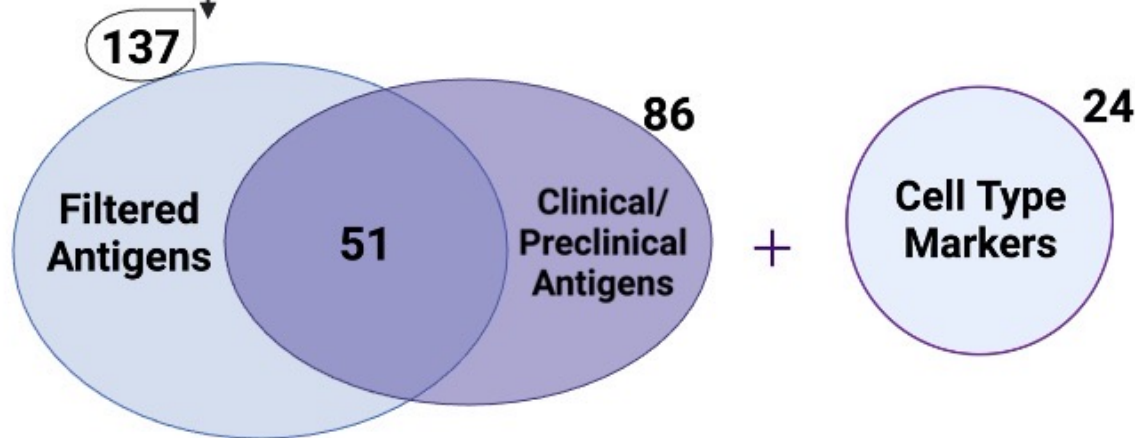 137
86
24
Filtered
Antigens
51
Clinical/
Preclinical
Antigens
+
Cell Type
Markers